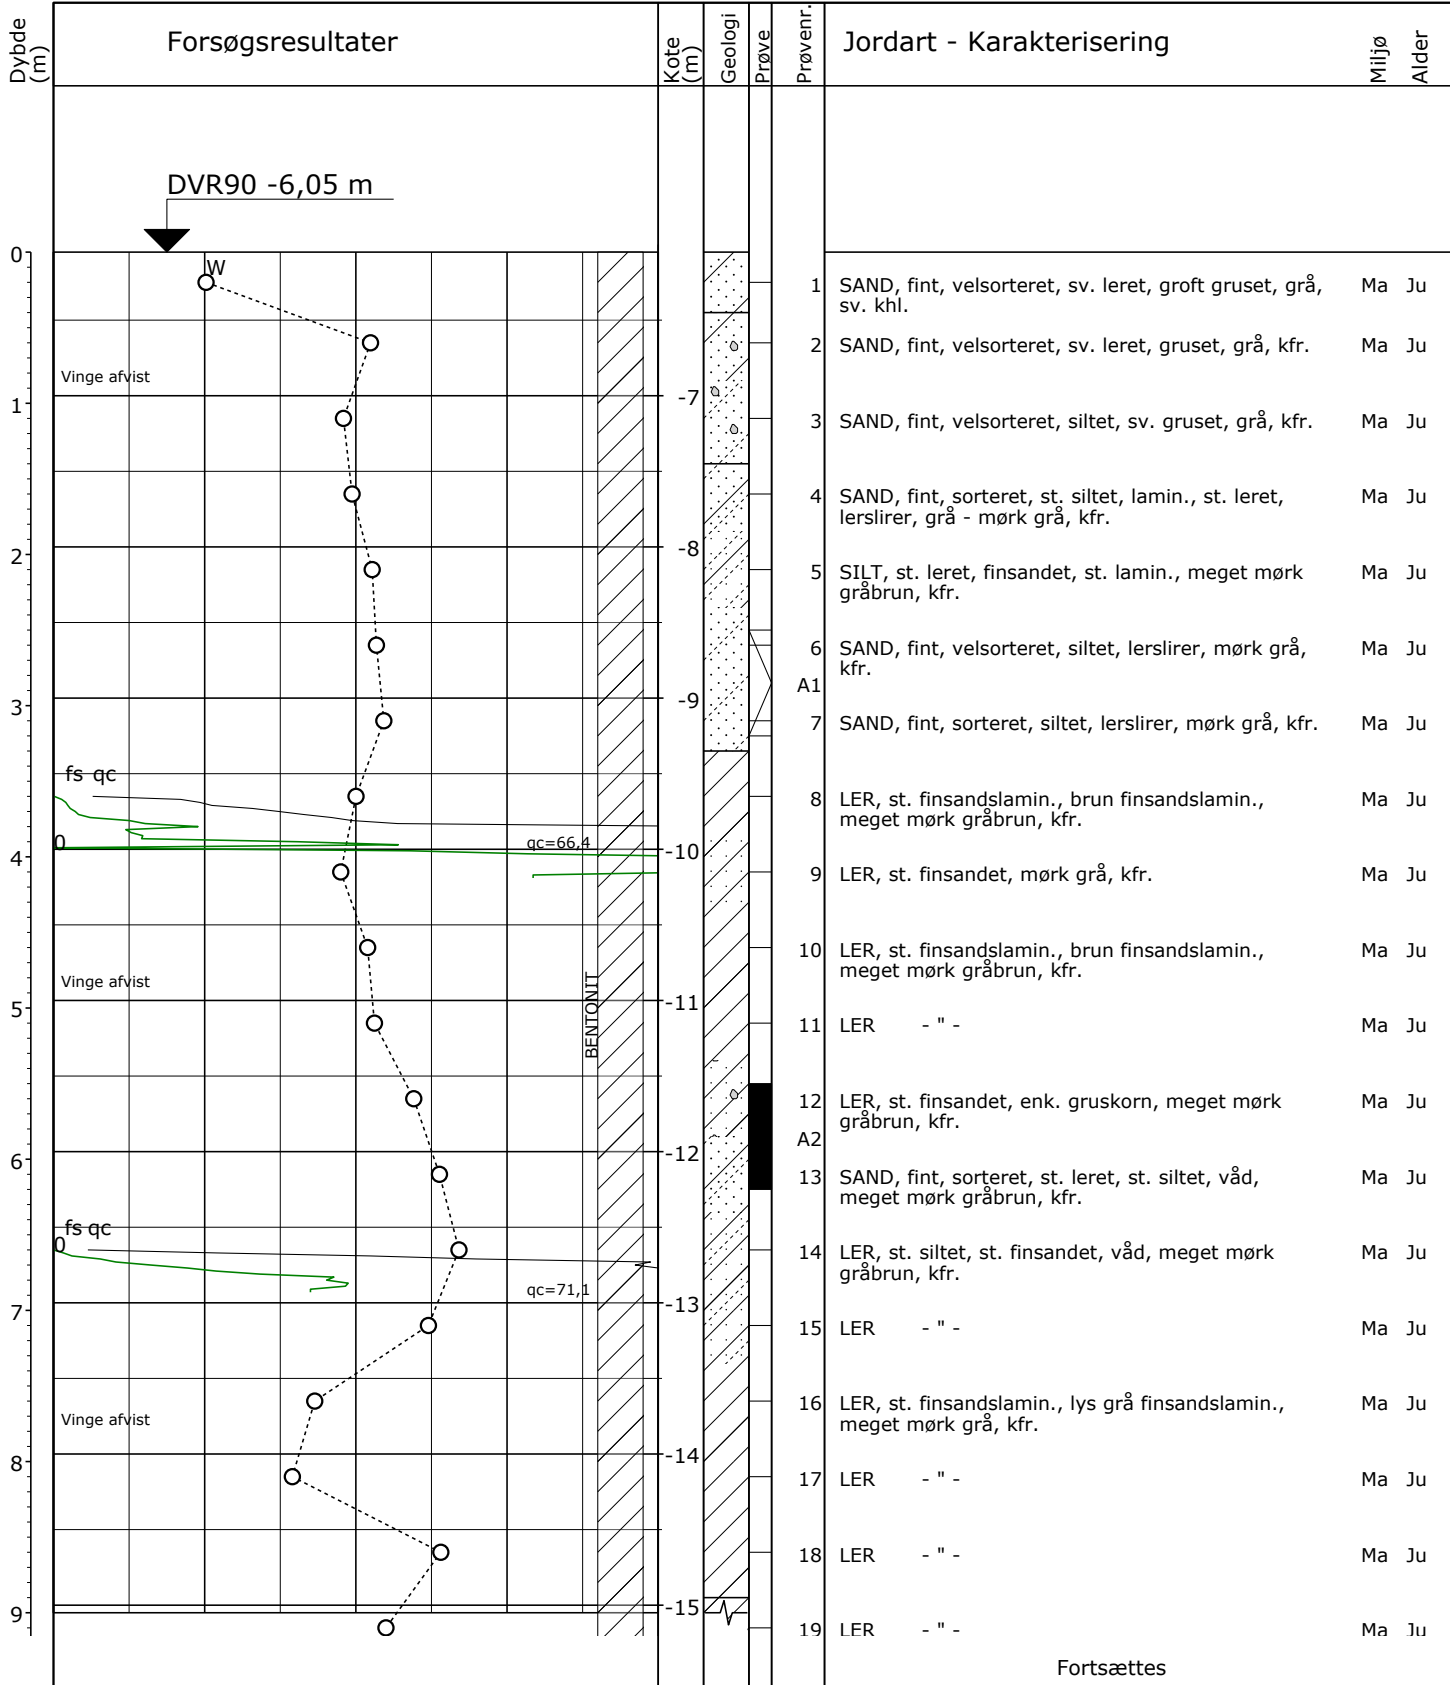 Dybde
(m)
Forsøgsresultater
Kote
(m)
Geologi
Prøve
Prøvenr.
Jordart - Karakterisering
Miljø
Alder
DVR90 -6,05 m
0
W
1 SAND, fint, velsorteret, sv. leret, groft gruset, grå, Ma Ju
sv. khl.
2 SAND, fint, velsorteret, sv. leret, gruset, grå, kfr. Ma Ju
Vinge afvist
1
-7
3 SAND, fint, velsorteret, siltet, sv. gruset, grå, kfr. Ma Ju
4 SAND, fint, sorteret, st. siltet, lamin., st. leret, Ma Ju
lerslirer, grå - mørk grå, kfr.
2
-8
5 SILT, st. leret, finsandet, st. lamin., meget mørk Ma Ju
gråbrun, kfr.
6 SAND, fint, velsorteret, siltet, lerslirer, mørk grå, Ma Ju
kfr.
A1
3
-9
7 SAND, fint, sorteret, siltet, lerslirer, mørk grå, kfr. Ma Ju
fs qc
8 LER, st. finsandslamin., brun finsandslamin., Ma Ju
meget mørk gråbrun, kfr.
0
qc=66,4
4
-10
9 LER, st. finsandet, mørk grå, kfr. Ma Ju
10 LER, st. finsandslamin., brun finsandslamin., Ma Ju
meget mørk gråbrun, kfr.
Vinge afvist
BENTONIT
5
-11
11 LER - " - Ma Ju
12 LER, st. finsandet, enk. gruskorn, meget mørk Ma Ju
gråbrun, kfr.
A2
6
-12
13 SAND, fint, sorteret, st. leret, st. siltet, våd, Ma Ju
meget mørk gråbrun, kfr.
fs qc
0
14 LER, st. siltet, st. finsandet, våd, meget mørk Ma Ju
gråbrun, kfr.
qc=71,1
7
-13
15 LER - " - Ma Ju
16 LER, st. finsandslamin., lys grå finsandslamin., Ma Ju
meget mørk grå, kfr.
Vinge afvist
8
-14
17 LER - " - Ma Ju
18 LER - " - Ma Ju
9
-15
19 LER - " - Ma Ju
Fortsættes